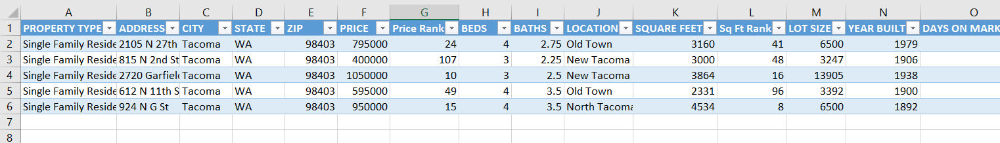 A B C D E F G H I J K L M N O
1 PROPERTY TYPE ADDRESS CITY STATE ZIP PRICE Price Rank BEDS BATHS LOCATION SQUARE FEET Sq Ft Rank LOT SIZE YEAR BUILT DAYS ON MARK
2 Single Family Reside 2105 N 27th Tacoma WA 98403 795000 24 4 2.75 Old Town 3160 41 6500 1979
3 Single Family Reside 815 N 2nd St Tacoma WA 98403 400000 107 3 2.25 New Tacoma 3000 48 3247 1906
4 Single Family Reside 2720 Garfiel Tacoma WA 98403 1050000 10 3 2.5 New Tacoma 3864 16 13905 1938
5 Single Family Reside 612 N 11th S Tacoma WA 98403 595000 49 4 3.5 Old Town 2331 96 3392 1900
6 Single Family Reside 924 N G St Tacoma WA 98403 950000 15 4 3.5 North Tacoma 4534 8 6500 1892
7
8